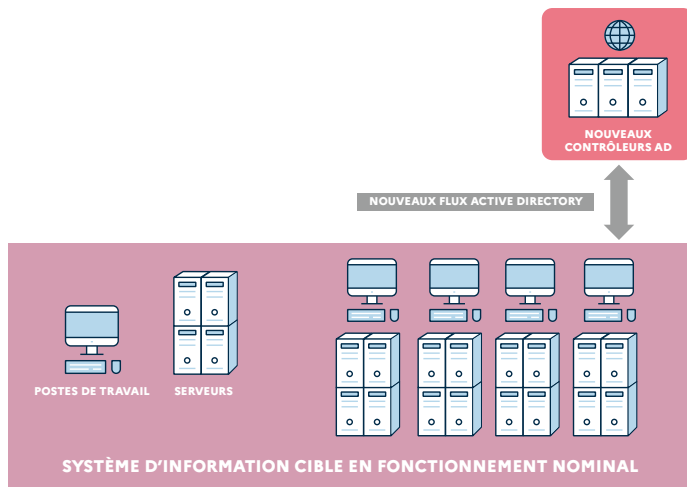 NOUVEAUX
CONTRÔLEURS AD
NOUVEAUX FLUX ACTIVE DIRECTORY
POSTES DE TRAVAIL
SERVEURS
SYSTÈME D'INFORMATION CIBLE EN FONCTIONNEMENT NOMINAL